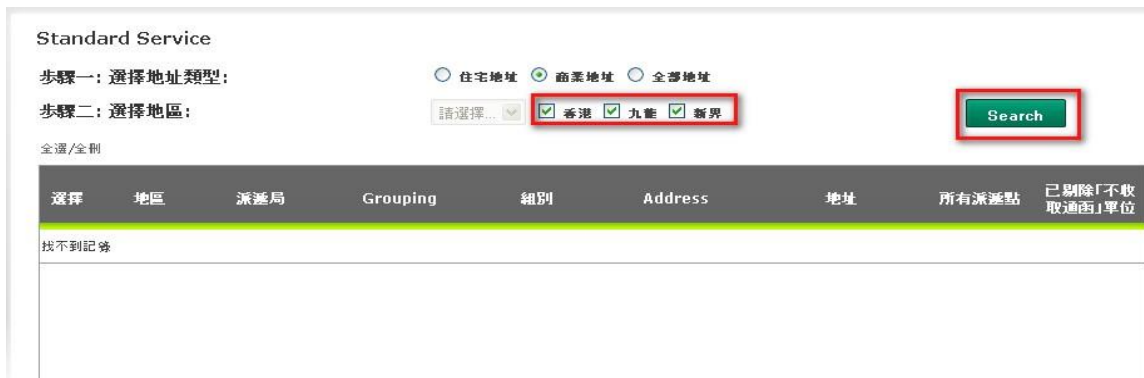 Standard Service
步驟一: 選擇地址類型:
住宅地址 商業地址 全部地址
步驟二: 選擇地區:
請選擇... 香港 九龍 新界
Search
全選/全刪
選擇 地區 派遞局 Grouping 組別 Address 地址 所有派遞點 已剔除「不收
取通函」單位
找不到記錄